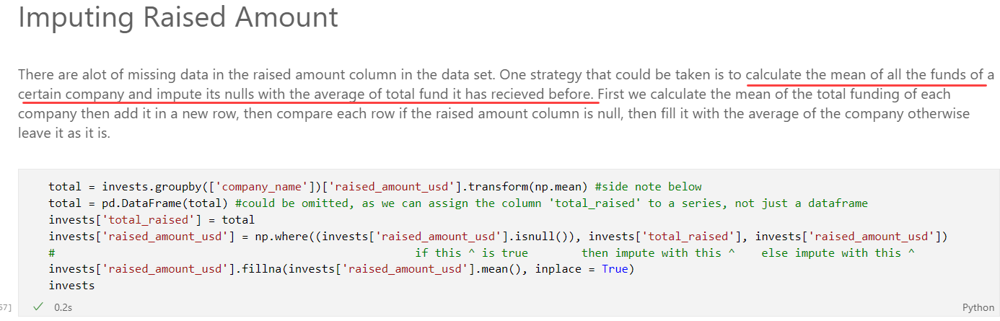 Imputing Raised Amount
There are alot of missing data in the raised amount column in the data set. One strategy that could be taken is to calculate the mean of all the funds of a
certain company and impute its nulls with the average of total fund it has recieved before. First we calculate the mean of the total funding of each
company then add it in a new row, then compare each row if the raised amount column is null, then fill it with the average of the company otherwise
leave it as it is.
total = invests.groupby(['company_name'])['raised_amount_usd'].transform(np.mean) #side note below
total = pd.DataFrame(total) #could be omitted, as we can assign the column 'total_raised' to a series, not just a dataframe
invests['total_raised'] = total
invests['raised_amount_usd'] = np.where((invests['raised_amount_usd'].isnull()), invests['total_raised'], invests['raised_amount_usd'])
# if this ^ is true then impute with this ^ else impute with this ^
invests['raised_amount_usd'].fillna(invests['raised_amount_usd'].mean(), inplace = True)
invests
57] ✓ 0.2s Python